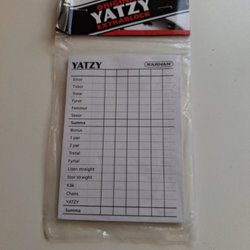 ORIGINAL
YATZY
EXTRABLOCK
YATZY
Ettor
Tvåor
Treor
Fyror
Femmor
Sexor
Summa
Bonus
1 par
2 par
Tretal
Fyrtal
Liten straight
Stor straight
Kåk
Chans
YATZY
Summa